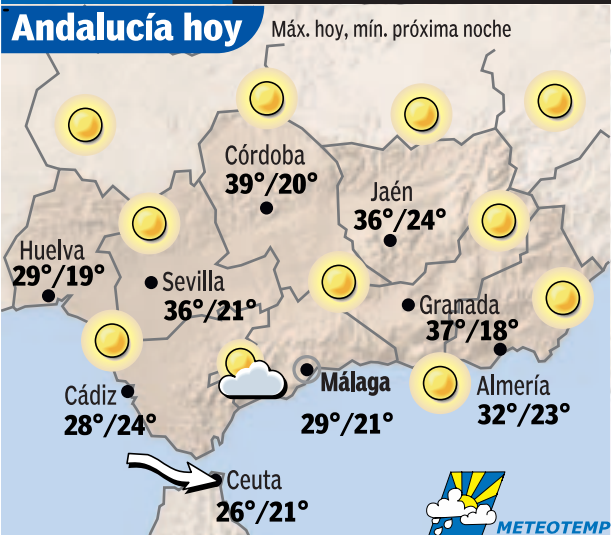 Andalucía hoy
Máx. hoy, mín. próxima noche
Córdoba
39°/20°
Jaén
36°/24°
Huelva
29°/19°
Sevilla
36°/21°
Granada
37°/18°
Málaga
29°/21°
Almería
32°/23°
Cádiz
28°/24°
Ceuta
26°/21°
METEOTEMP